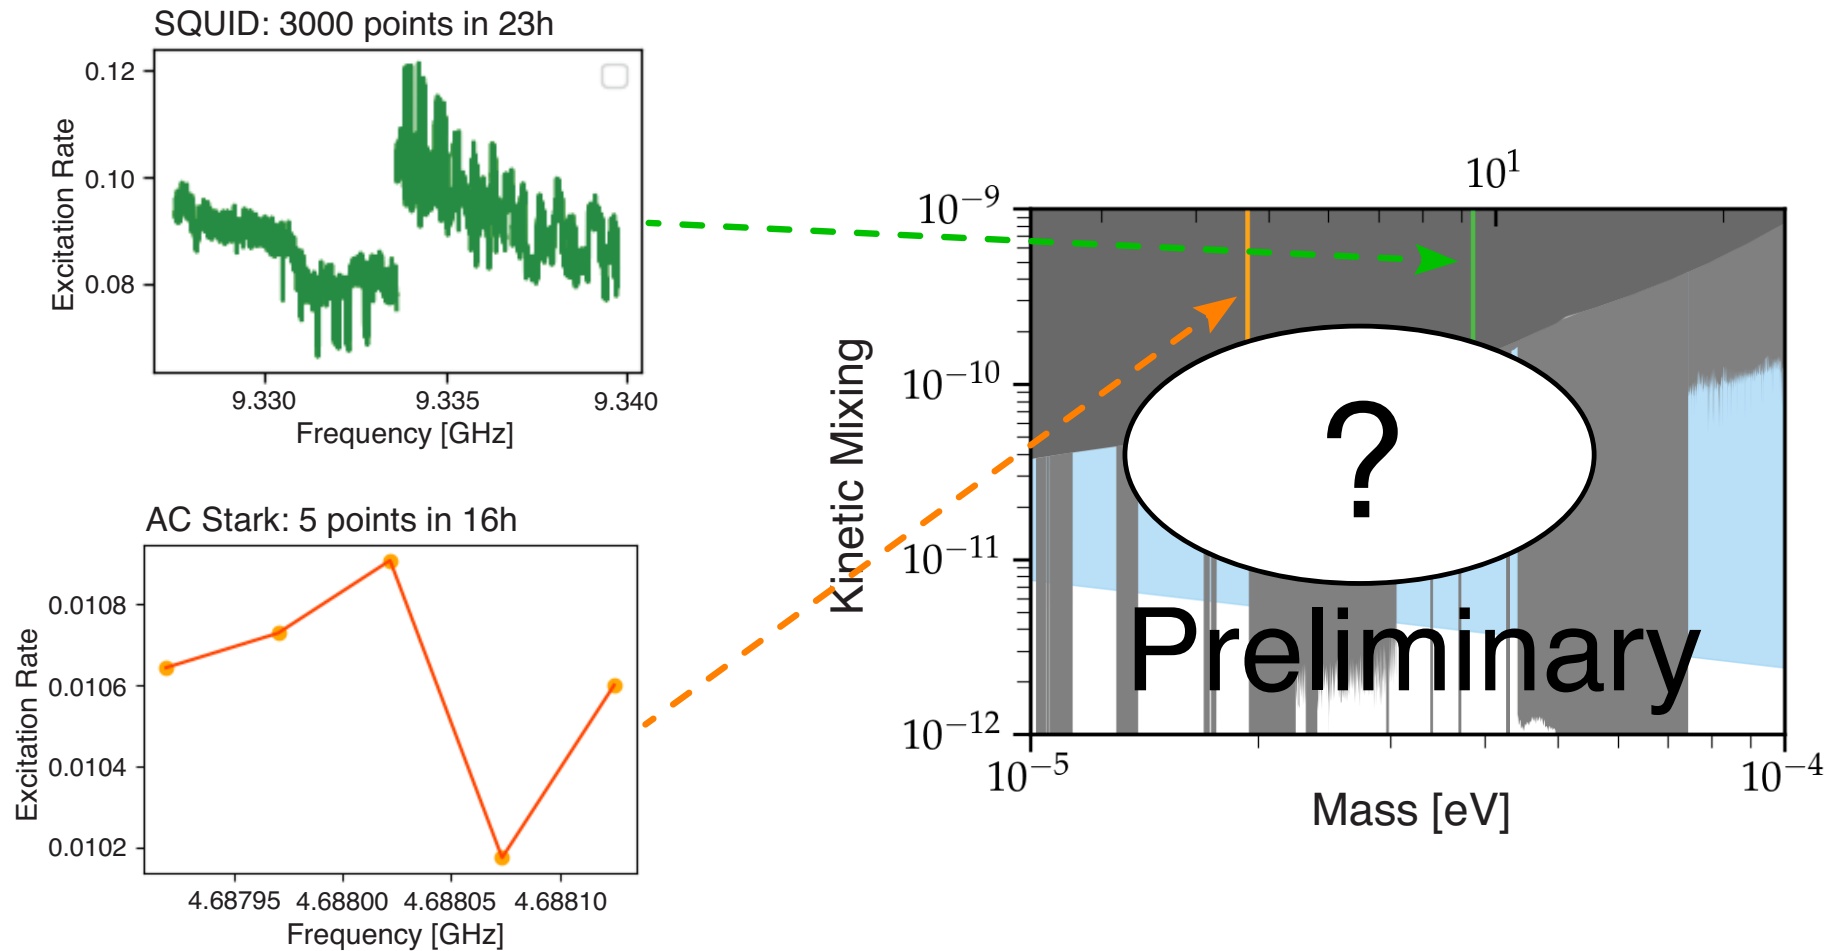 SQUID: 3000 points in 23h
0.12
0.10
0.08
Excitation Rate
9.330 9.335 9.340
Frequency [GHz]
AC Stark: 5 points in 16h
0.0108
0.0106
0.0104
0.0102
Excitation Rate
4.68795 4.68800 4.68805 4.68810
Frequency [GHz]
10¹
10⁻⁹
10⁻¹⁰
10⁻¹¹
10⁻¹²
Kinetic Mixing
?
Preliminary
10⁻⁵ 10⁻⁴
Mass [eV]